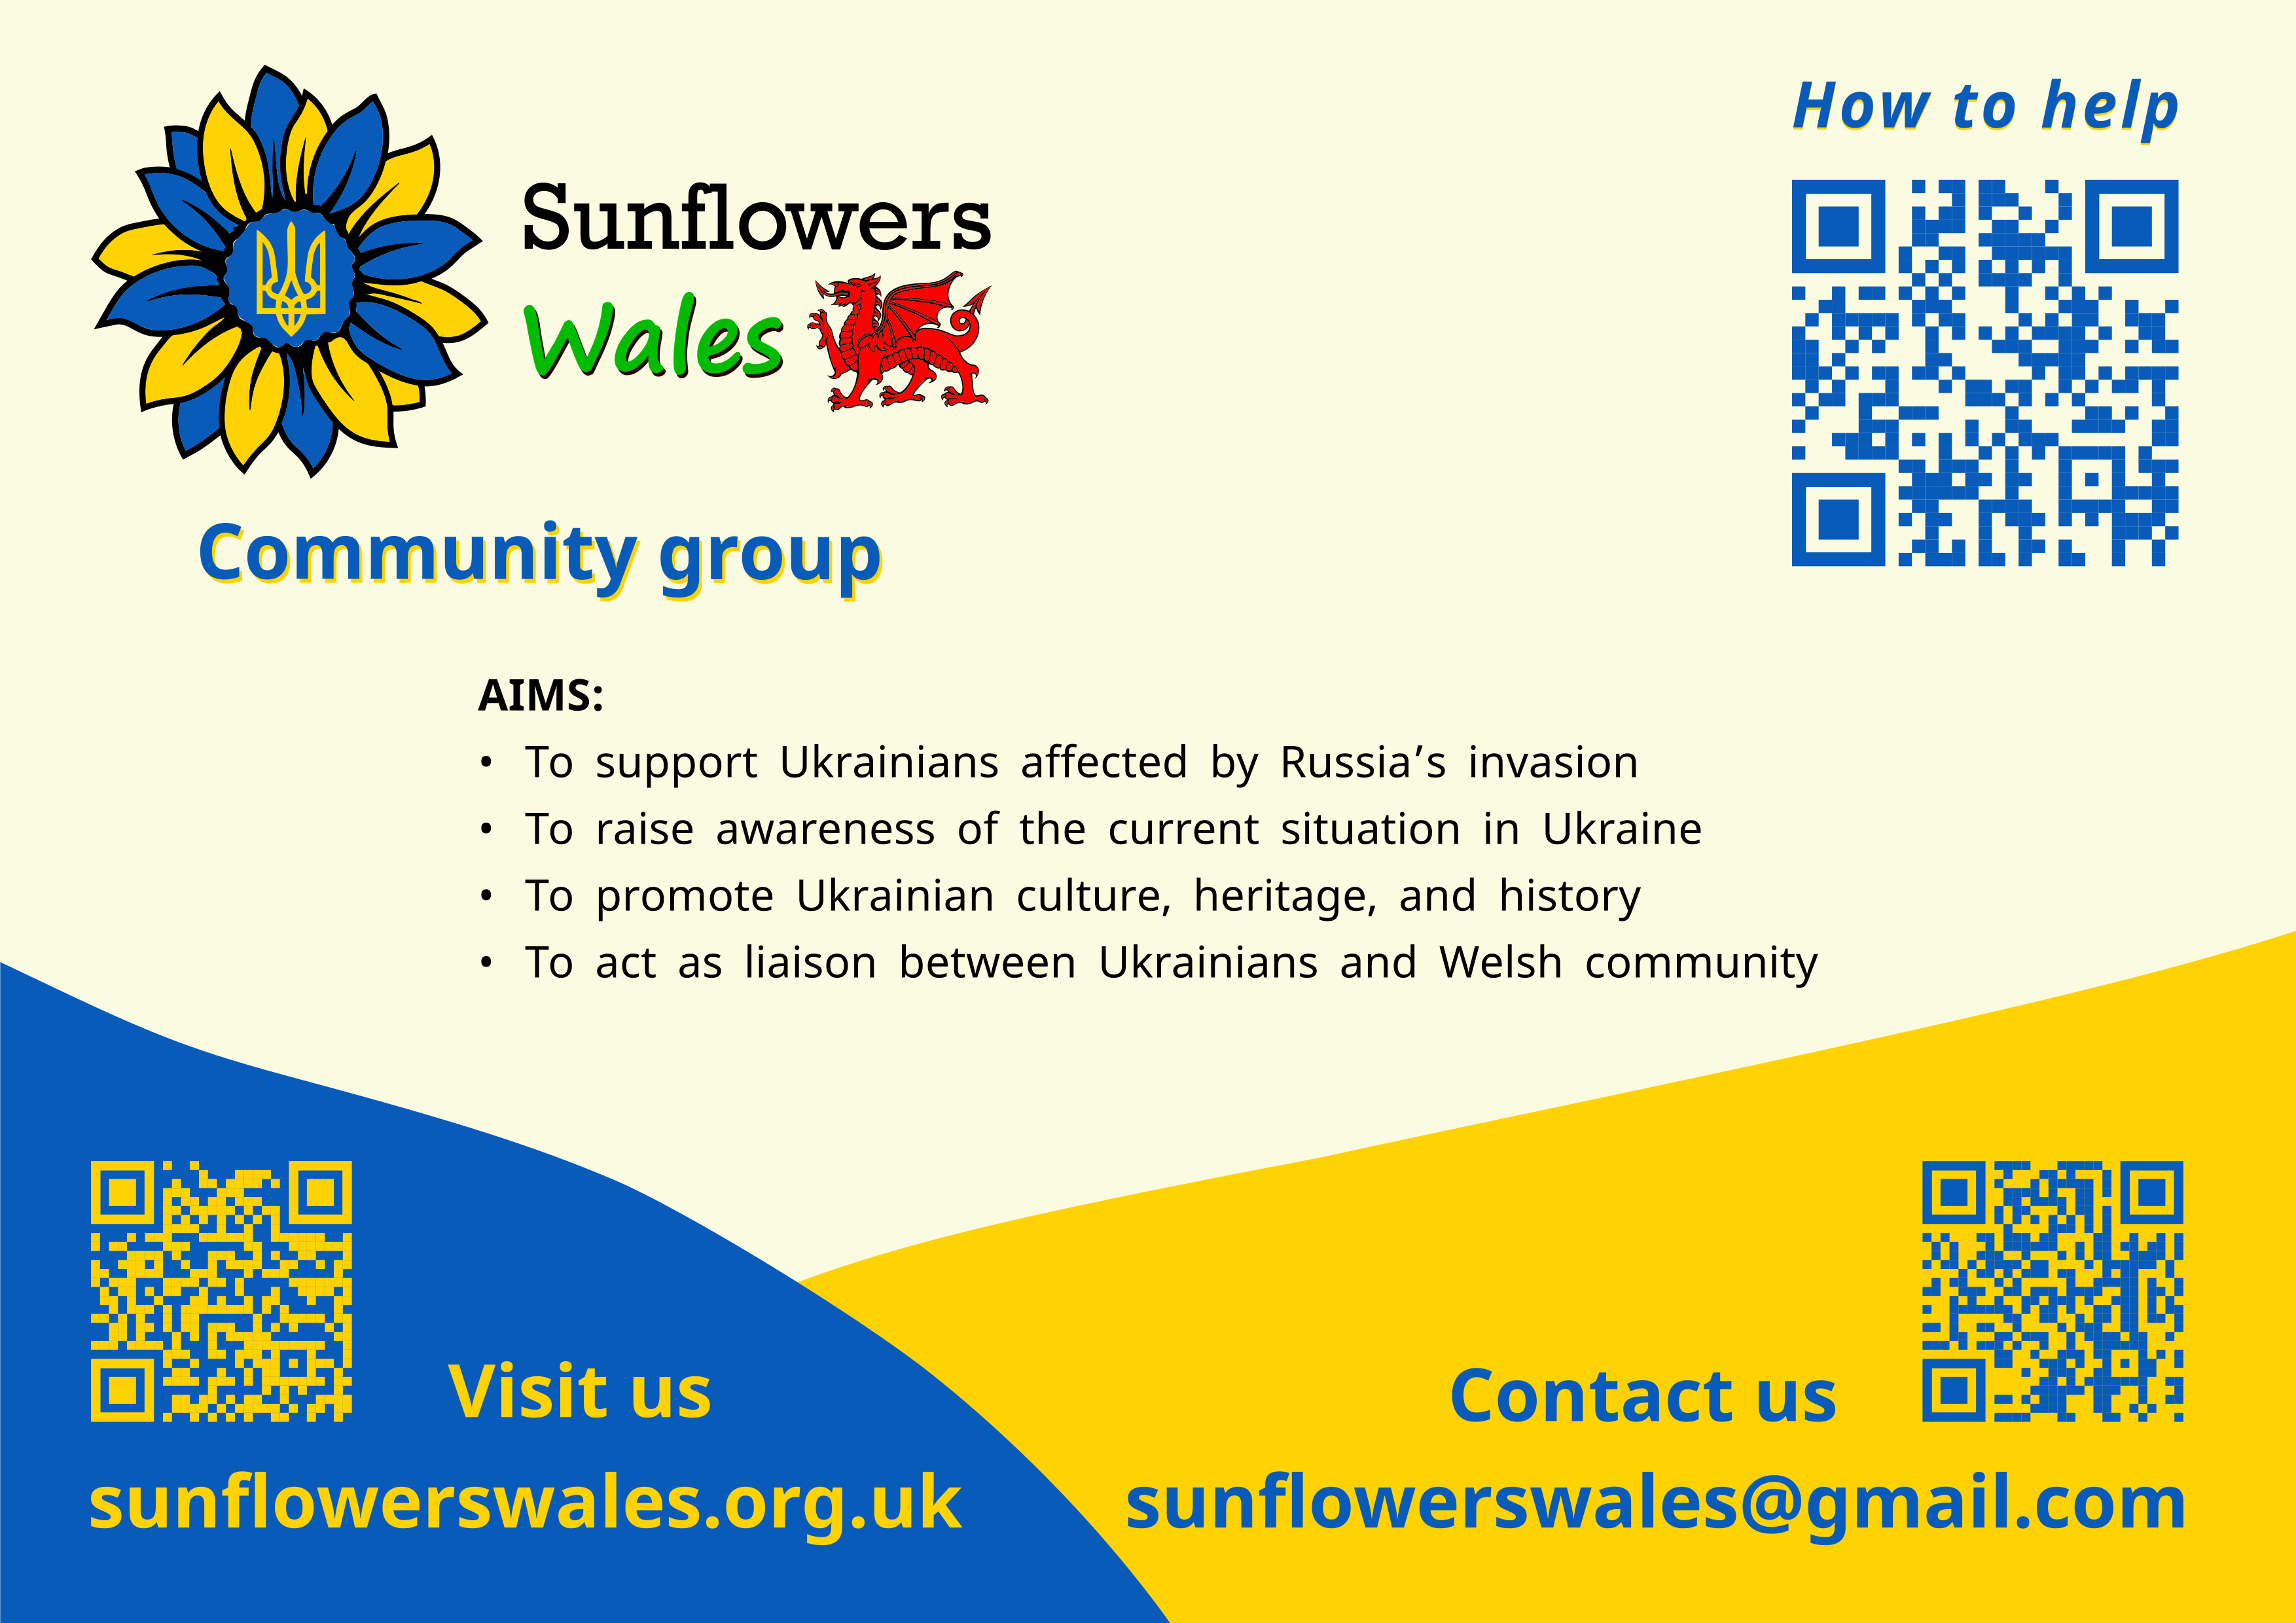 Sunflowers
Wales
Community group
How to help
AIMS:
• To support Ukrainians affected by Russia’s invasion
• To raise awareness of the current situation in Ukraine
• To promote Ukrainian culture, heritage, and history
• To act as liaison between Ukrainians and Welsh community
Visit us
sunflowerswales.org.uk
Contact us
sunflowerswales@gmail.com